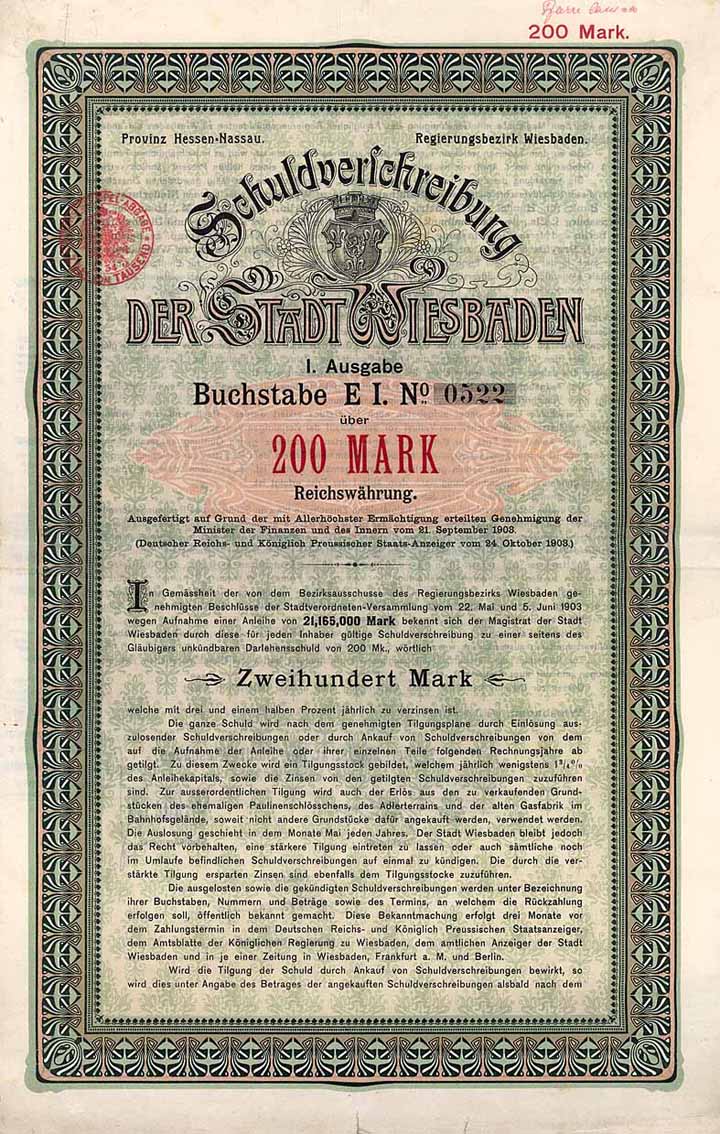 200 Mark.
Provinz Hessen-Nassau. Regierungsbezirk Wiesbaden.
Schuldverschreibung
DER STADT WIESBADEN
I. Ausgabe
Buchstabe E I. No. 0522
über
200 MARK
Reichswährung.
Ausgefertigt auf Grund der mit Allerhöchster Ermächtigung erteilten Genehmigung der
Minister der Finanzen und des Innern vom 21. September 1903.
(Deutscher Reichs- und Königlich Preussischer Staats-Anzeiger vom 24. Oktober 1903.)
In Gemässheit der von dem Bezirksausschusse des Regierungsbezirks Wiesbaden ge-
nehmigten Beschlüsse der Stadtverordneten-Versammlung vom 22. Mai und 5. Juni 1903
wegen Aufnahme einer Anleihe von 21,165,000 Mark bekennt sich der Magistrat der Stadt
Wiesbaden durch diese für jeden Inhaber gültige Schuldverschreibung zu einer seitens des
Gläubigers unkündbaren Darlehensschuld von 200 Mk., wörtlich
Zweihundert Mark
welche mit drei und einem halben Prozent jährlich zu verzinsen ist.
Die ganze Schuld wird nach dem genehmigten Tilgungsplane durch Einlösung aus-
zulosender Schuldverschreibungen oder durch Ankauf von Schuldverschreibungen von dem
auf die Aufnahme der Anleihe oder ihrer einzelnen Teile folgenden Rechnungsjahre ab
getilgt. Zu diesem Zwecke wird ein Tilgungsstock gebildet, welchem jährlich wenigstens 1¾%
des Anleihekapitals, sowie die Zinsen von den getilgten Schuldverschreibungen zuzuführen
sind. Zur ausserordentlichen Tilgung wird auch der Erlös aus den zu verkaufenden Grund-
stücken des ehemaligen Paulinenschlösschens, des Adlerterrains und der alten Gasfabrik im
Bahnhofsgelände, soweit nicht andere Grundstücke dafür angekauft werden, verwendet werden.
Die Auslosung geschieht in dem Monate Mai jeden Jahres. Der Stadt Wiesbaden bleibt jedoch
das Recht vorbehalten, eine stärkere Tilgung eintreten zu lassen oder auch sämtliche noch
im Umlaufe befindlichen Schuldverschreibungen auf einmal zu kündigen. Die durch die ver-
stärkte Tilgung ersparten Zinsen sind ebenfalls dem Tilgungsstocke zuzuführen.
Die ausgelosten sowie die gekündigten Schuldverschreibungen werden unter Bezeichnung
ihrer Buchstaben, Nummern und Beträge sowie des Termins, an welchem die Rückzahlung
erfolgen soll, öffentlich bekannt gemacht. Diese Bekanntmachung erfolgt drei Monate vor
dem Zahlungstermin in dem Deutschen Reichs- und Königlich Preussischen Staatsanzeiger,
dem Amtsblatte der Königlichen Regierung zu Wiesbaden, dem amtlichen Anzeiger der Stadt
Wiesbaden und in je einer Zeitung in Wiesbaden, Frankfurt a. M. und Berlin.
Wird die Tilgung der Schuld durch Ankauf von Schuldverschreibungen bewirkt, so
wird dies unter Angabe des Betrages der angekauften Schuldverschreibungen alsbald nach dem